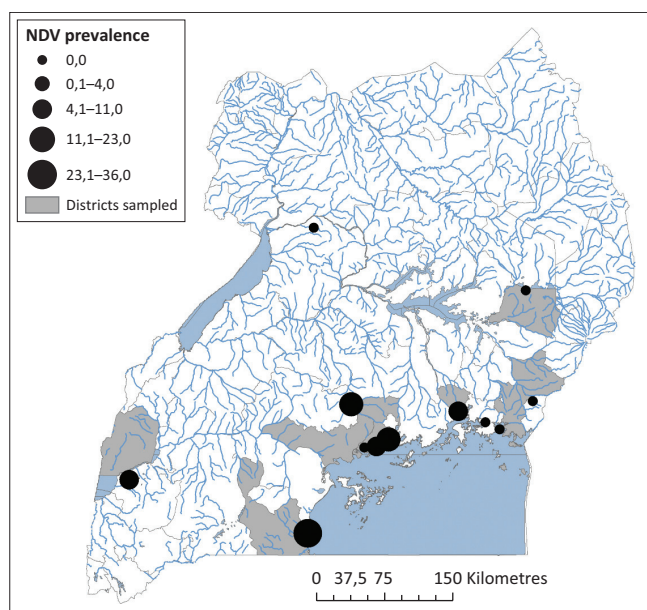 NDV prevalence
0,0
0,1–4,0
4,1–11,0
11,1–23,0
23,1–36,0
Districts sampled
0 37,5 75 150 Kilometres